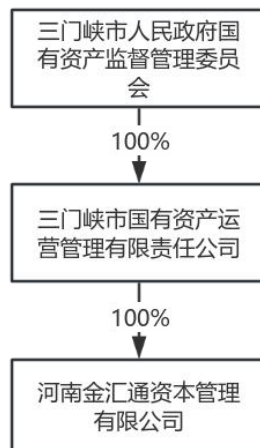 三门峡市人民政府国
有资产监督管理委员
会
100%
三门峡市国有资产运
营管理有限责任公司
100%
河南金汇通资本管理
有限公司